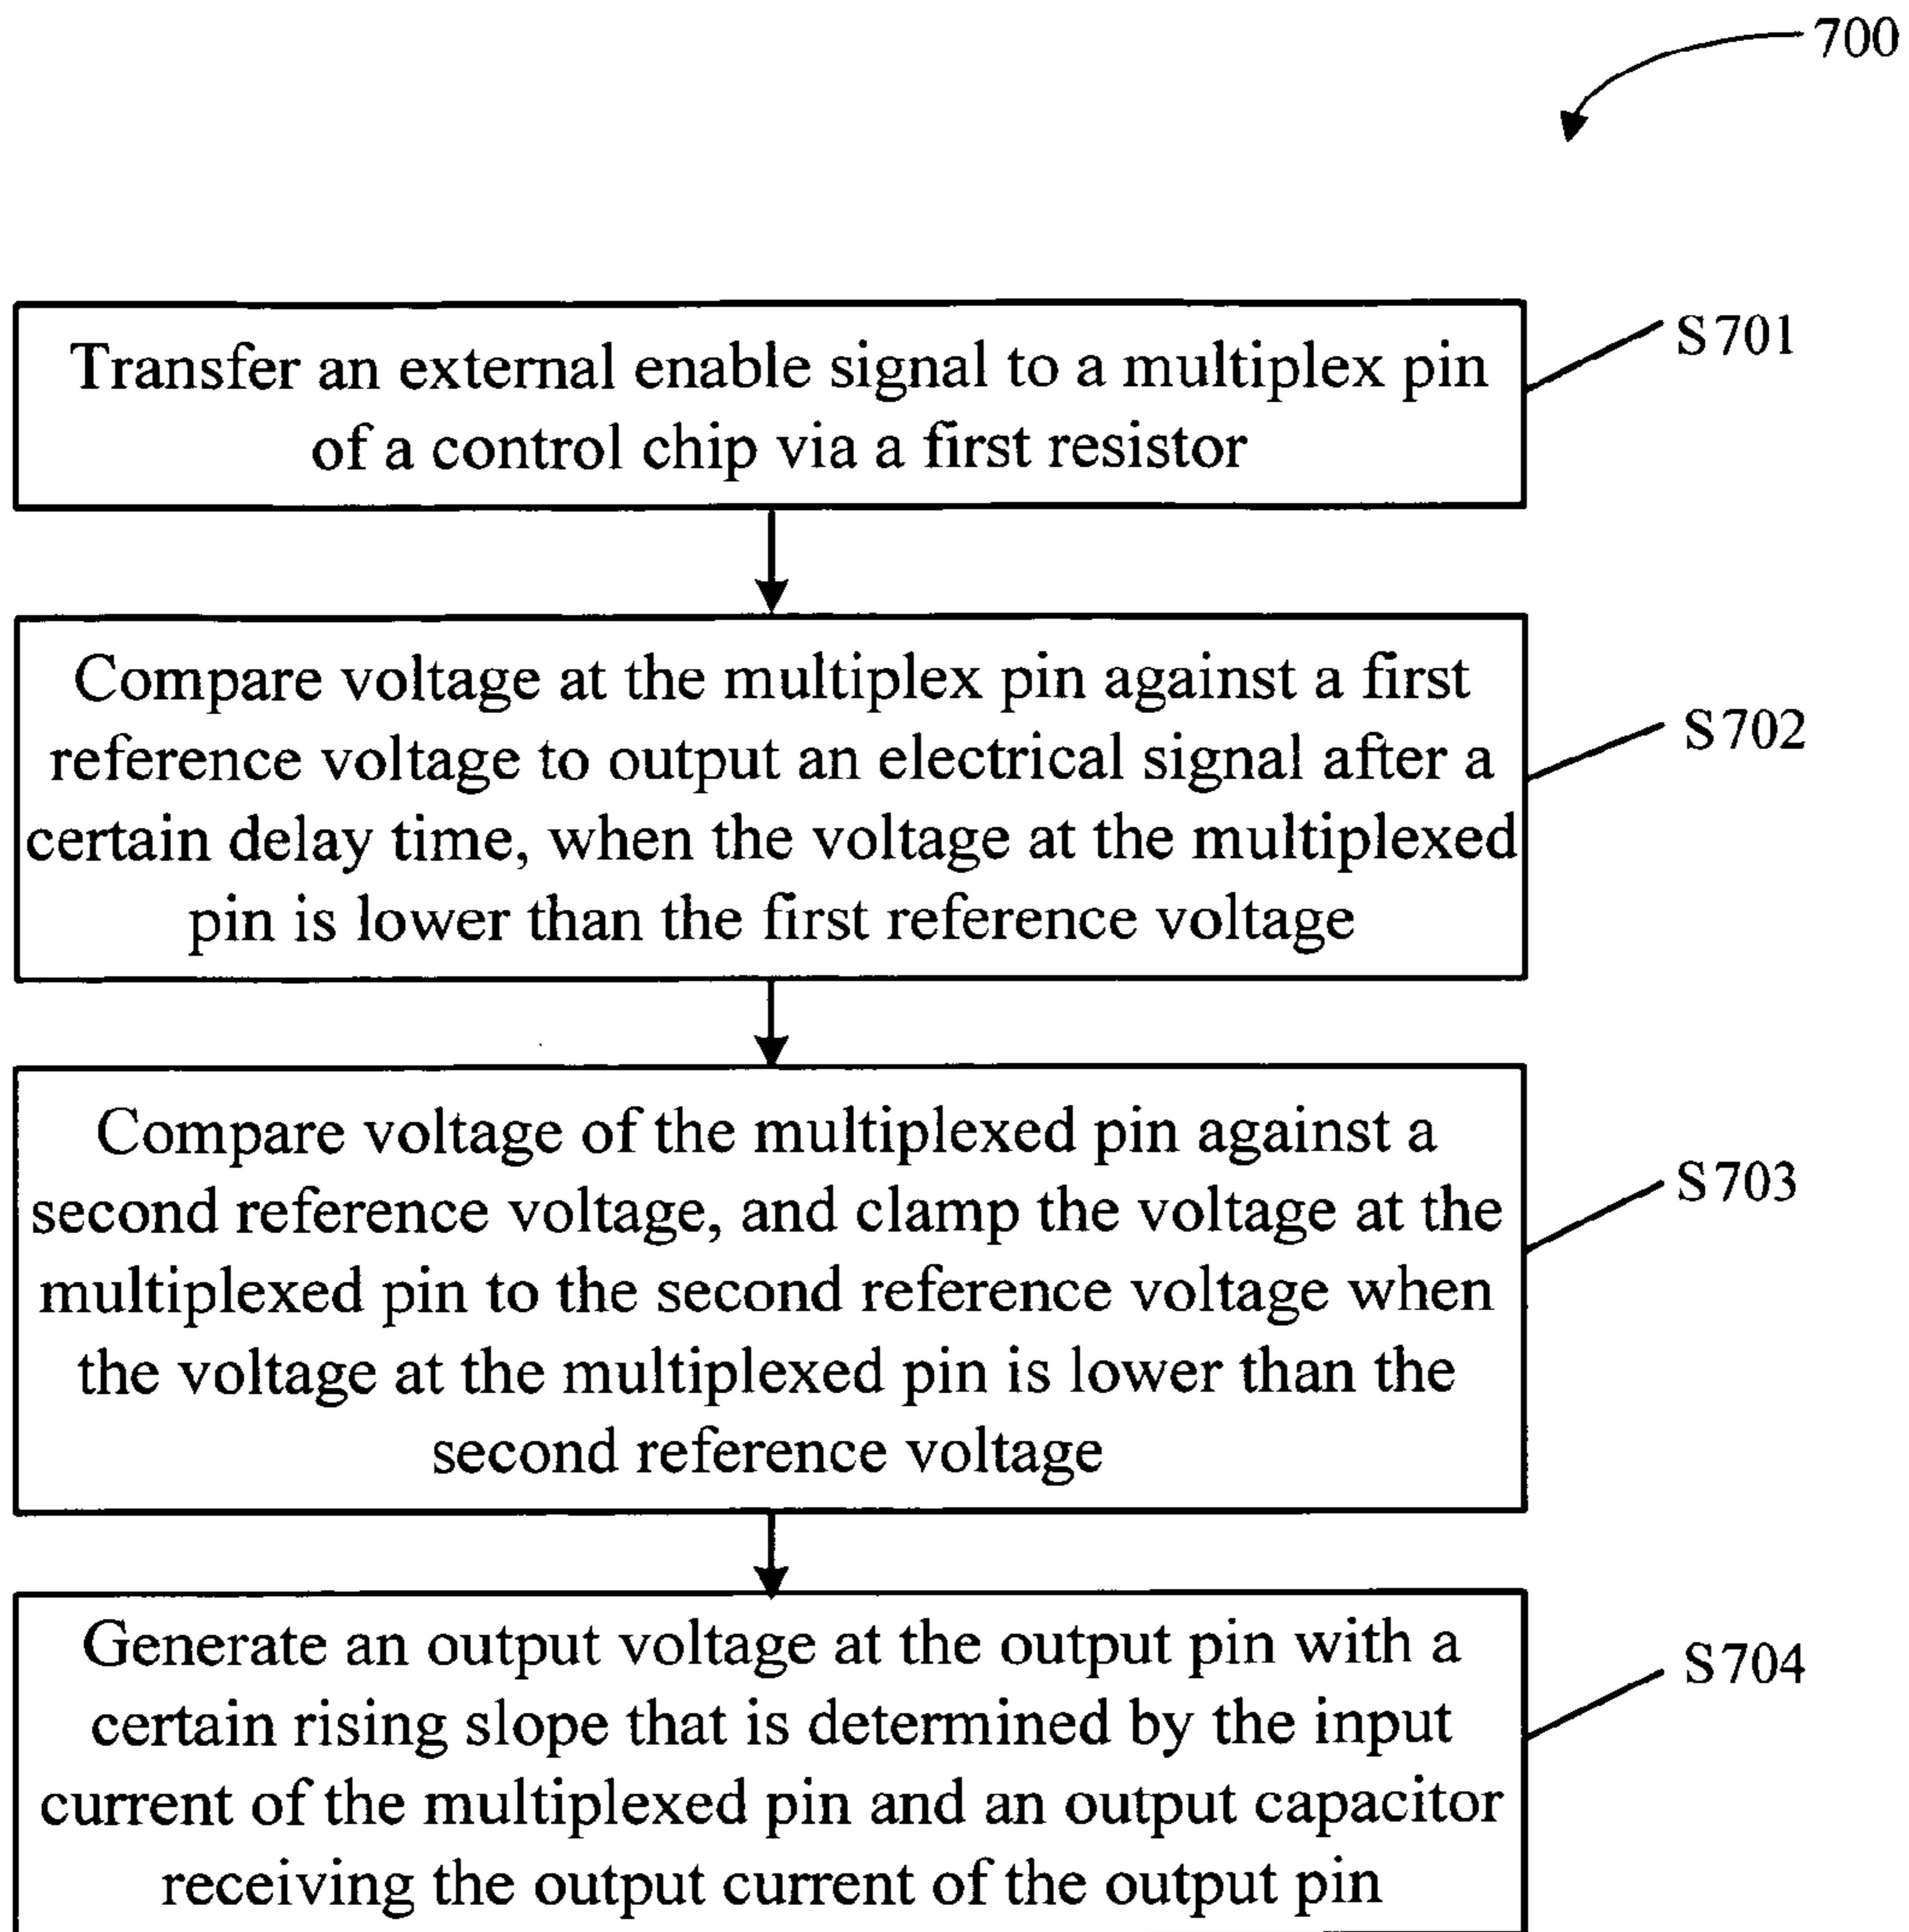 700
Transfer an external enable signal to a multiplex pin
of a control chip via a first resistor
S701
Compare voltage at the multiplex pin against a first
reference voltage to output an electrical signal after a
certain delay time, when the voltage at the multiplexed
pin is lower than the first reference voltage
S702
Compare voltage of the multiplexed pin against a
second reference voltage, and clamp the voltage at the
multiplexed pin to the second reference voltage when
the voltage at the multiplexed pin is lower than the
second reference voltage
S703
Generate an output voltage at the output pin with a
certain rising slope that is determined by the input
current of the multiplexed pin and an output capacitor
receiving the output current of the output pin
S704